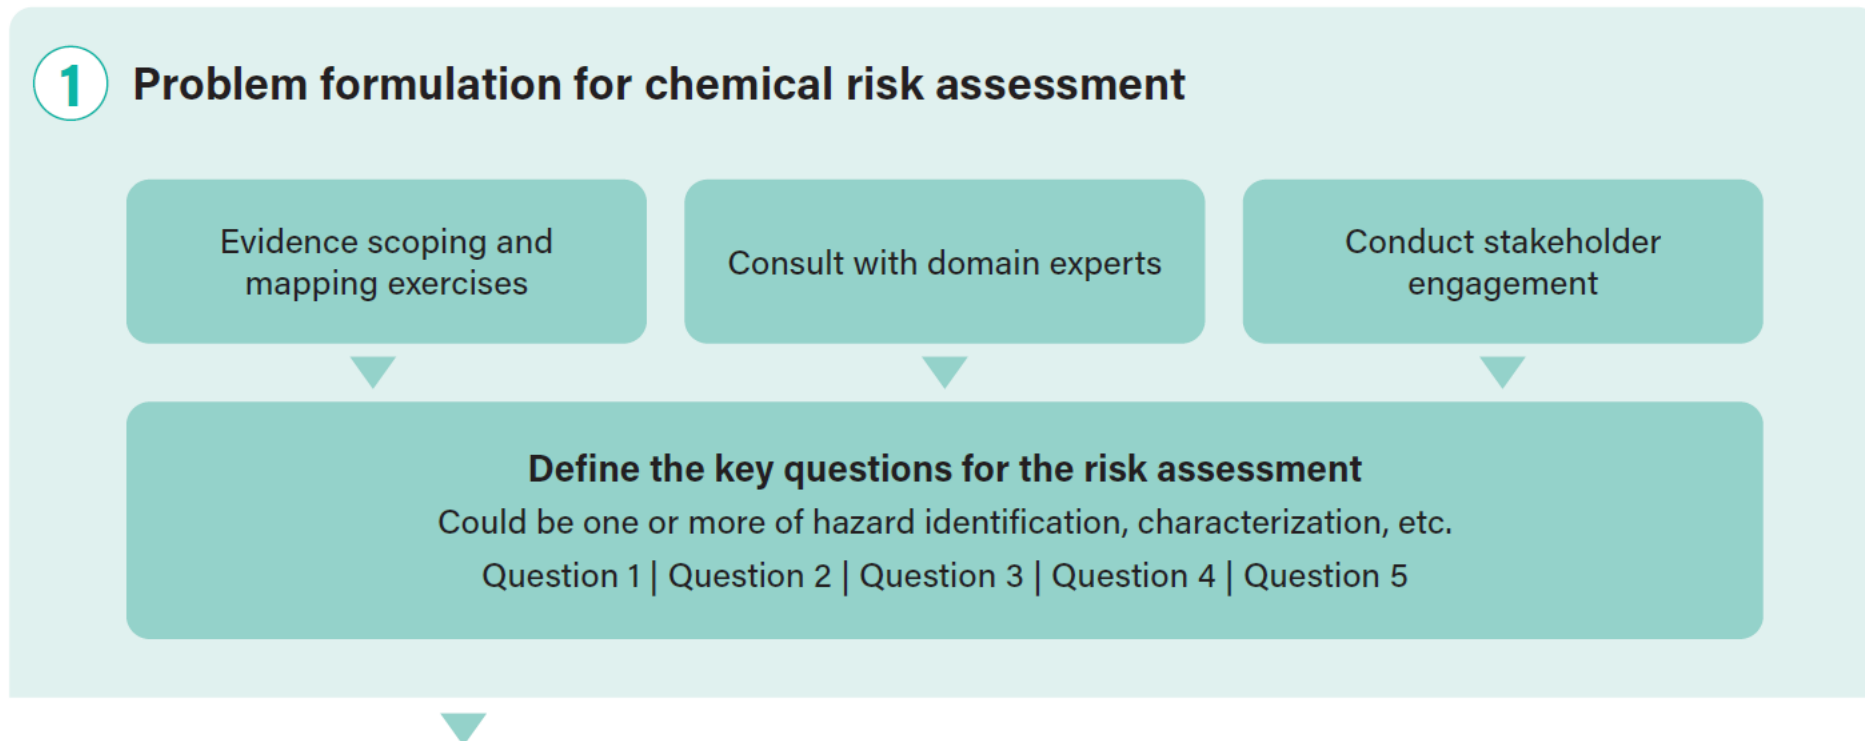 1 Problem formulation for chemical risk assessment
Evidence scoping and
mapping exercises
Consult with domain experts
Conduct stakeholder
engagement
Define the key questions for the risk assessment
Could be one or more of hazard identification, characterization, etc.
Question 1 | Question 2 | Question 3 | Question 4 | Question 5